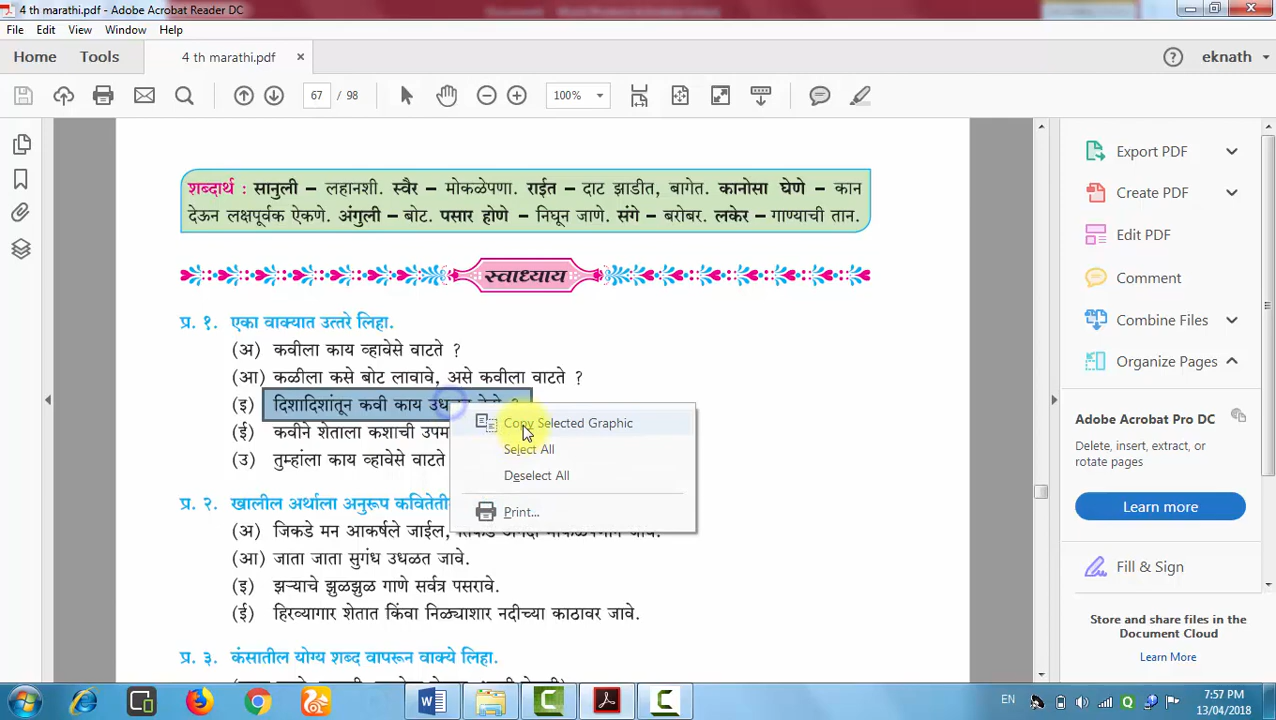 4 th marathi.pdf - Adobe Acrobat Reader DC
File Edit View Window Help
Home Tools 4 th marathi.pdf × eknath
67 / 98 100%
शब्दार्थ : सानुली – लहानशी. स्वैर – मोकळेपणा. राईत – दाट झाडीत, बागेत. कानोसा घेणे – कान
देऊन लक्षपूर्वक ऐकणे. अंगुली – बोट. पसार होणे – निघून जाणे. संगे – बरोबर. लकेर – गाण्याची तान.
स्वाध्याय
प्र. १. एका वाक्यात उत्तरे लिहा.
(अ) कवीला काय व्हावेसे वाटते ?
(आ) कळीला कसे बोट लावावे, असे कवीला वाटते ?
(इ) दिशादिशांतून कवी काय
(ई) कवीने शेताला कशाची
(उ) तुम्हांला काय व्हावेसे वाटते
प्र. २. खालील अर्थाला अनुरूप
(अ) जिकडे मन आकर्षले जाईल,
(आ) जाता जाता सुगंध उधळत जावे.
(इ) झऱ्याचे झुळझुळ गाणे सर्वत्र पसरावे.
(ई) हिरव्यागार शेतात किंवा निळ्याशार नदीच्या काठावर जावे.
प्र. ३. कंसातील योग्य शब्द वापरून वाक्ये लिहा.
Copy Selected Graphic
Select All
Deselect All
Print...
Export PDF
Create PDF
Edit PDF
Comment
Combine Files
Organize Pages
Adobe Acrobat Pro DC
Delete, insert, extract, or
rotate pages
Learn more
Fill & Sign
Store and share files in the
Document Cloud
Learn More
EN
7:57 PM
13/04/2018